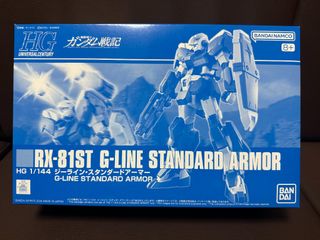 HG
UNIVERSAL CENTURY
ガンダム戦記
BANDAI NAMCO
8+
RX-81ST G-LINE STANDARD ARMOR
HG 1/144 ジーライン・スタンダードアーマー
G-LINE STANDARD ARMOR
BANDAI